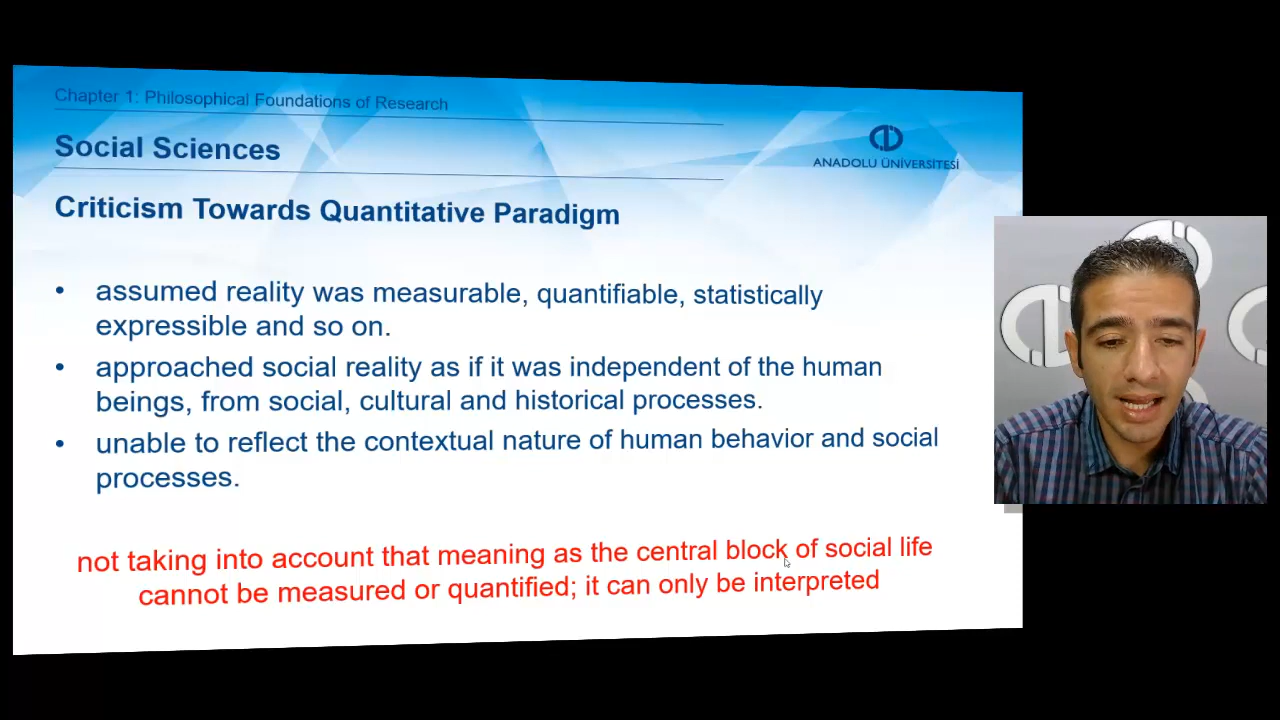 Chapter 1: Philosophical Foundations of Research
Social Sciences
ANADOLU ÜNİVERSİTESİ
Criticism Towards Quantitative Paradigm
• assumed reality was measurable, quantifiable, statistically
expressible and so on.
• approached social reality as if it was independent of the human
beings, from social, cultural and historical processes.
• unable to reflect the contextual nature of human behavior and social
processes.
not taking into account that meaning as the central block of social life
cannot be measured or quantified; it can only be interpreted